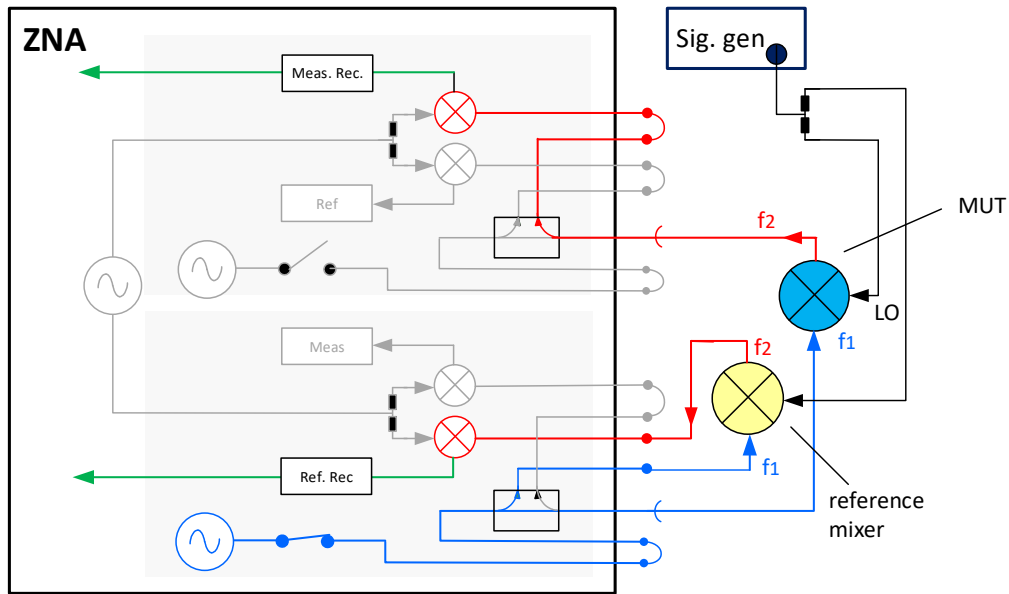 ZNA
Sig. gen
Meas. Rec.
Ref
MUT
f2
LO
f1
Meas
f2
f1
Ref. Rec
reference
mixer